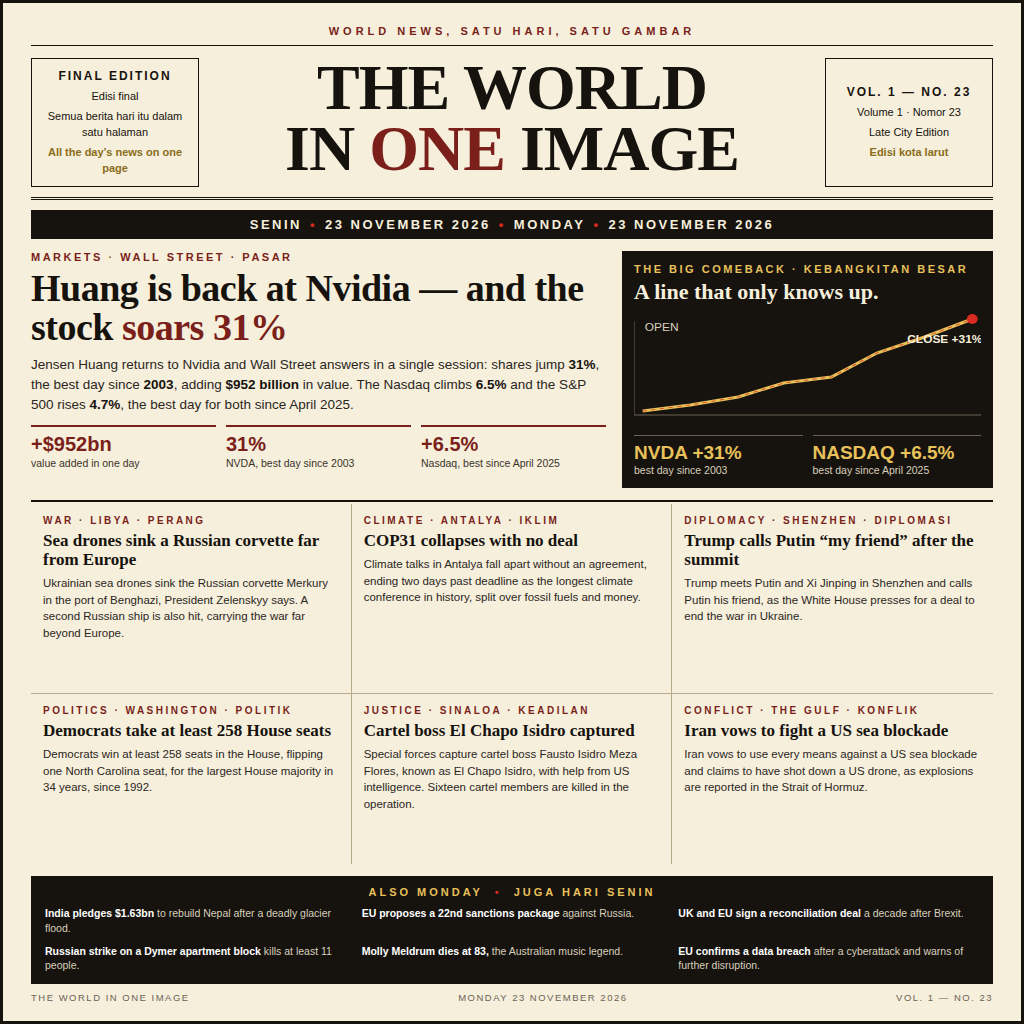 WORLD NEWS, SATU HARI, SATU GAMBAR
FINAL EDITION
Edisi final
Semua berita hari itu dalam
satu halaman
All the day's news on one
page
THE WORLD
IN ONE IMAGE
VOL. 1 — NO. 23
Volume 1 · Nomor 23
Late City Edition
Edisi kota larut
SENIN • 23 NOVEMBER 2026 • MONDAY • 23 NOVEMBER 2026
MARKETS · WALL STREET · PASAR
Huang is back at Nvidia — and the
stock soars 31%
Jensen Huang returns to Nvidia and Wall Street answers in a single session: shares jump 31%,
the best day since 2003, adding $952 billion in value. The Nasdaq climbs 6.5% and the S&P
500 rises 4.7%, the best day for both since April 2025.
+$952bn
value added in one day
31%
NVDA, best day since 2003
+6.5%
Nasdaq, best since April 2025
THE BIG COMEBACK · KEBANGKITAN BESAR
A line that only knows up.
OPEN
CLOSE +31%
NVDA +31%
best day since 2003
NASDAQ +6.5%
best day since April 2025
WAR · LIBYA · PERANG
Sea drones sink a Russian corvette far
from Europe
Ukrainian sea drones sink the Russian corvette Merkury
in the port of Benghazi, President Zelenskyy says. A
second Russian ship is also hit, carrying the war far
beyond Europe.
CLIMATE · ANTALYA · IKLIM
COP31 collapses with no deal
Climate talks in Antalya fall apart without an agreement,
ending two days past deadline as the longest climate
conference in history, split over fossil fuels and money.
DIPLOMACY · SHENZHEN · DIPLOMASI
Trump calls Putin “my friend” after the
summit
Trump meets Putin and Xi Jinping in Shenzhen and calls
Putin his friend, as the White House presses for a deal to
end the war in Ukraine.
POLITICS · WASHINGTON · POLITIK
Democrats take at least 258 House seats
Democrats win at least 258 seats in the House, flipping
one North Carolina seat, for the largest House majority in
34 years, since 1992.
JUSTICE · SINALOA · KEADILAN
Cartel boss El Chapo Isidro captured
Special forces capture cartel boss Fausto Isidro Meza
Flores, known as El Chapo Isidro, with help from US
intelligence. Sixteen cartel members are killed in the
operation.
CONFLICT · THE GULF · KONFLIK
Iran vows to fight a US sea blockade
Iran vows to use every means against a US sea blockade
and claims to have shot down a US drone, as explosions
are reported in the Strait of Hormuz.
ALSO MONDAY • JUGA HARI SENIN
India pledges $1.63bn to rebuild Nepal after a deadly glacier
flood.
EU proposes a 22nd sanctions package against Russia.
UK and EU sign a reconciliation deal a decade after Brexit.
Russian strike on a Dymer apartment block kills at least 11
people.
Molly Meldrum dies at 83, the Australian music legend.
EU confirms a data breach after a cyberattack and warns of
further disruption.
THE WORLD IN ONE IMAGE
MONDAY 23 NOVEMBER 2026
VOL. 1 — NO. 23